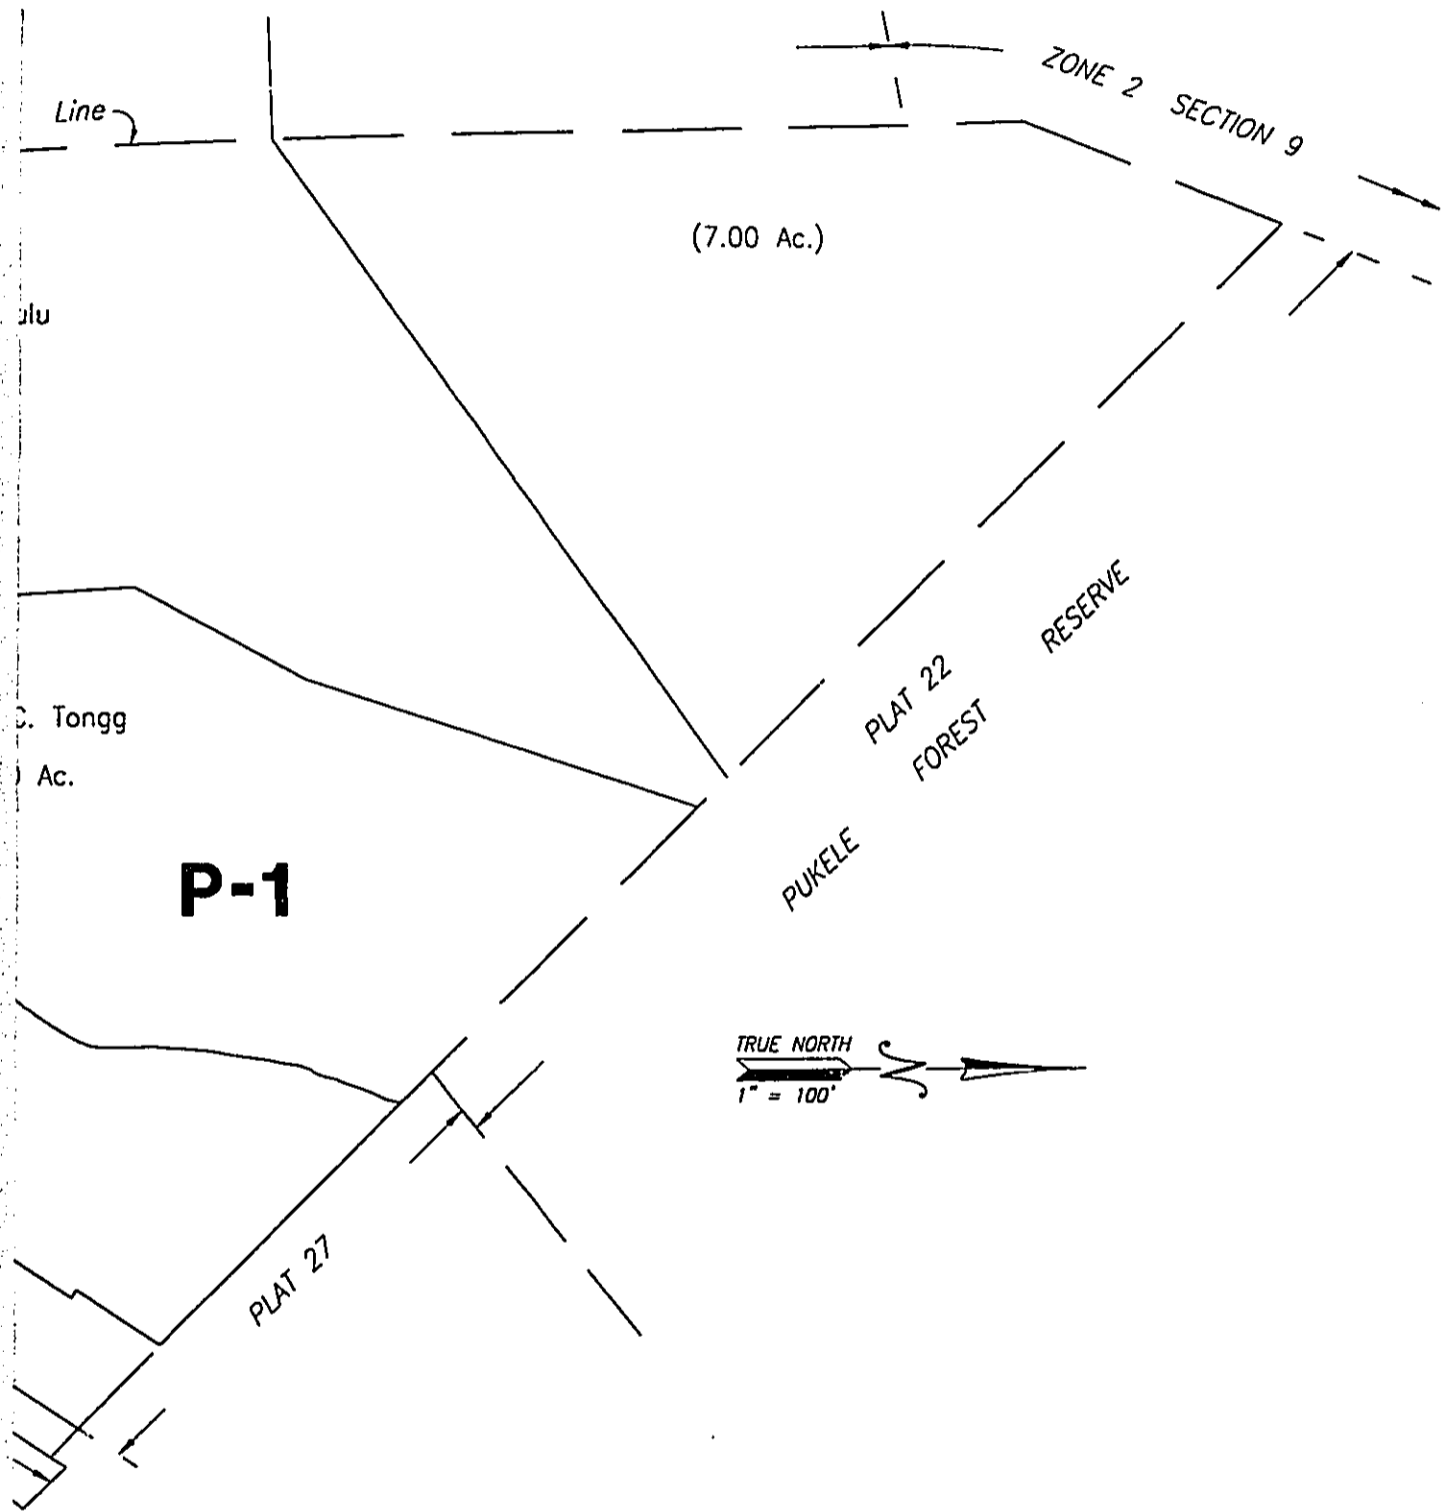 ZONE 2 SECTION 9
Line
(7.00 Ac.)
RESERVE
PLAT 22
FOREST
C. Tongg
Ac.
PUKELE
P-1
TRUE NORTH
1" = 100'
PLAT 27